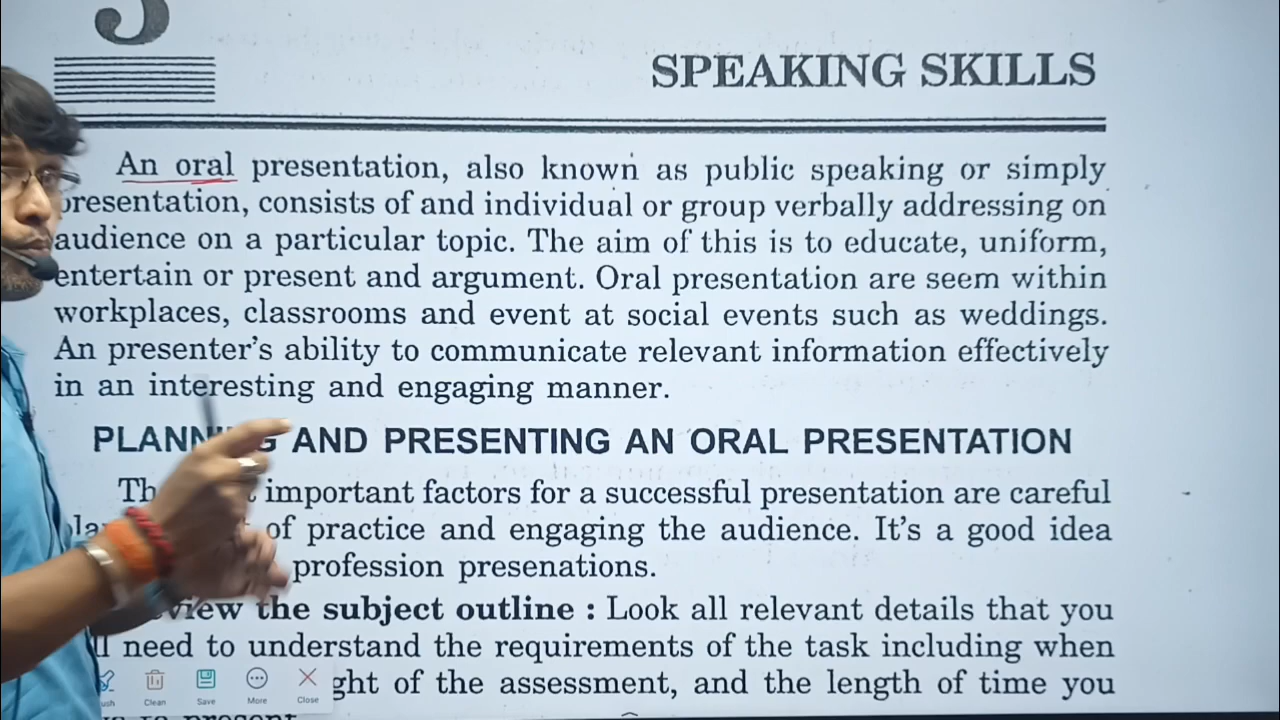 SPEAKING SKILLS
An oral presentation, also known as public speaking or simply
presentation, consists of and individual or group verbally addressing on
audience on a particular topic. The aim of this is to educate, uniform,
entertain or present and argument. Oral presentation are seem within
workplaces, classrooms and event at social events such as weddings.
An presenter's ability to communicate relevant information effectively
in an interesting and engaging manner.
PLANNING AND PRESENTING AN ORAL PRESENTATION
important factors for a successful presentation are careful
of practice and engaging the audience. It's a good idea
profession presenations.
the subject outline : Look all relevant details that you
need to understand the requirements of the task including when
of the assessment, and the length of time you
Clean Save More Close